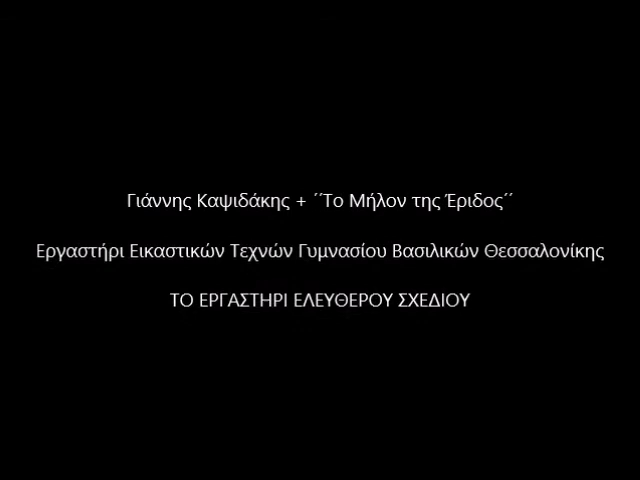 Γιάννης Καψιδάκης + ΄΄Το Μήλον της Έριδος΄΄
Εργαστήρι Εικαστικών Τεχνών Γυμνασίου Βασιλικών Θεσσαλονίκης
ΤΟ ΕΡΓΑΣΤΗΡΙ ΕΛΕΥΘΕΡΟΥ ΣΧΕΔΙΟΥ